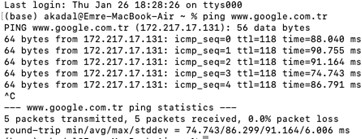 Last login: Thu Jan 26 18:28:26 on ttys000
(base) akadal@Emre-MacBook-Air ~ % ping www.google.com.tr
PING www.google.com.tr (172.217.17.131): 56 data bytes
64 bytes from 172.217.17.131: icmp_seq=0 ttl=118 time=88.040 ms
64 bytes from 172.217.17.131: icmp_seq=1 ttl=118 time=90.755 ms
64 bytes from 172.217.17.131: icmp_seq=2 ttl=118 time=91.164 ms
64 bytes from 172.217.17.131: icmp_seq=3 ttl=118 time=74.743 ms
64 bytes from 172.217.17.131: icmp_seq=4 ttl=118 time=86.791 ms
^C
--- www.google.com.tr ping statistics ---
5 packets transmitted, 5 packets received, 0.0% packet loss
round-trip min/avg/max/stddev = 74.743/86.299/91.164/6.006 ms